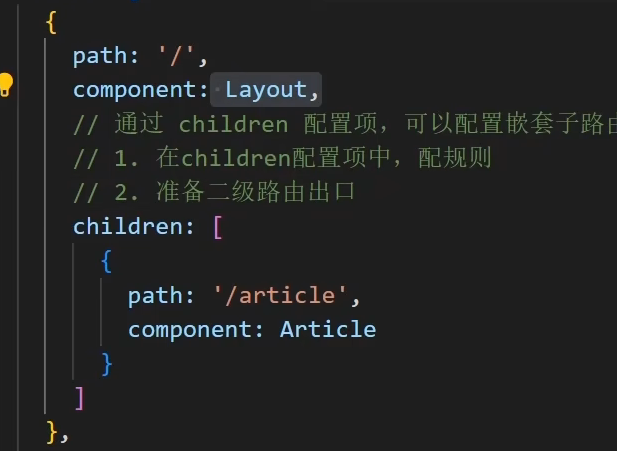 {
path: '/',
component: Layout,
// 通过 children 配置项，可以配置嵌套子路由
// 1. 在children配置项中，配规则
// 2. 准备二级路由出口
children: [
{
path: '/article',
component: Article
}
]
},